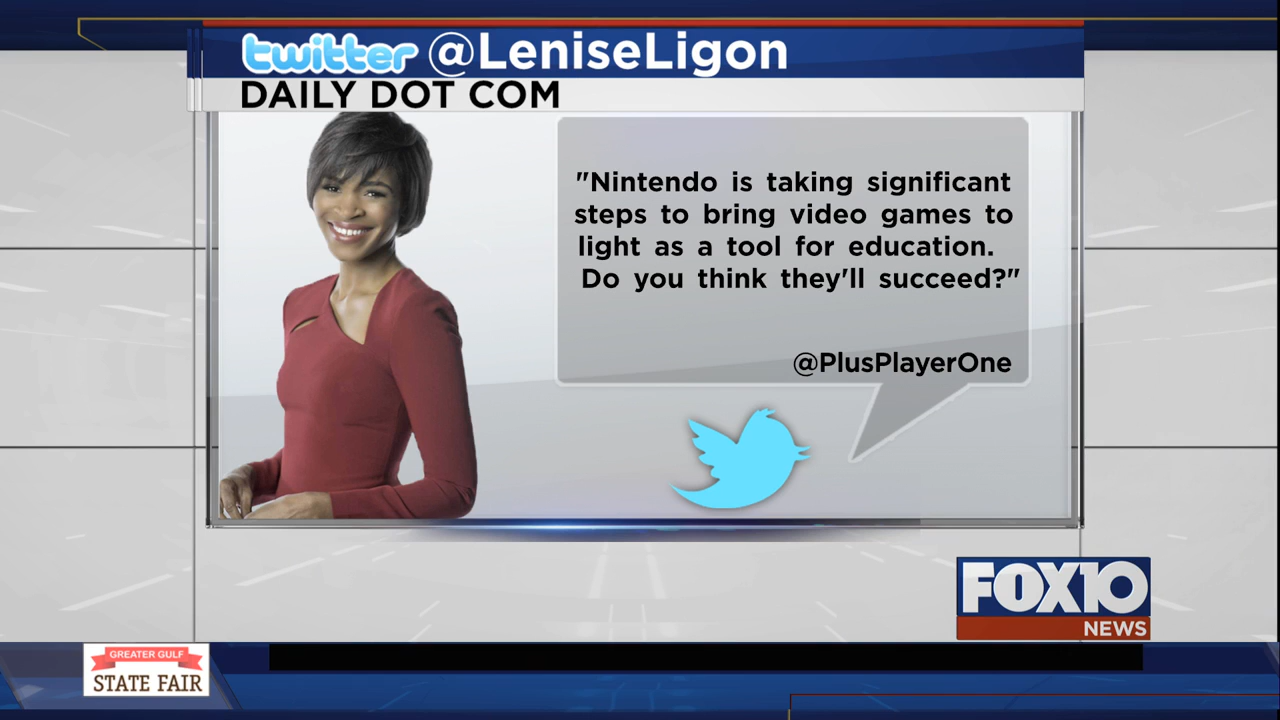 twitter @LeniseLigon
DAILY DOT COM
"Nintendo is taking significant
steps to bring video games to
light as a tool for education.
Do you think they'll succeed?"
@PlusPlayerOne
FOX10
NEWS
GREATER GULF
STATE FAIR